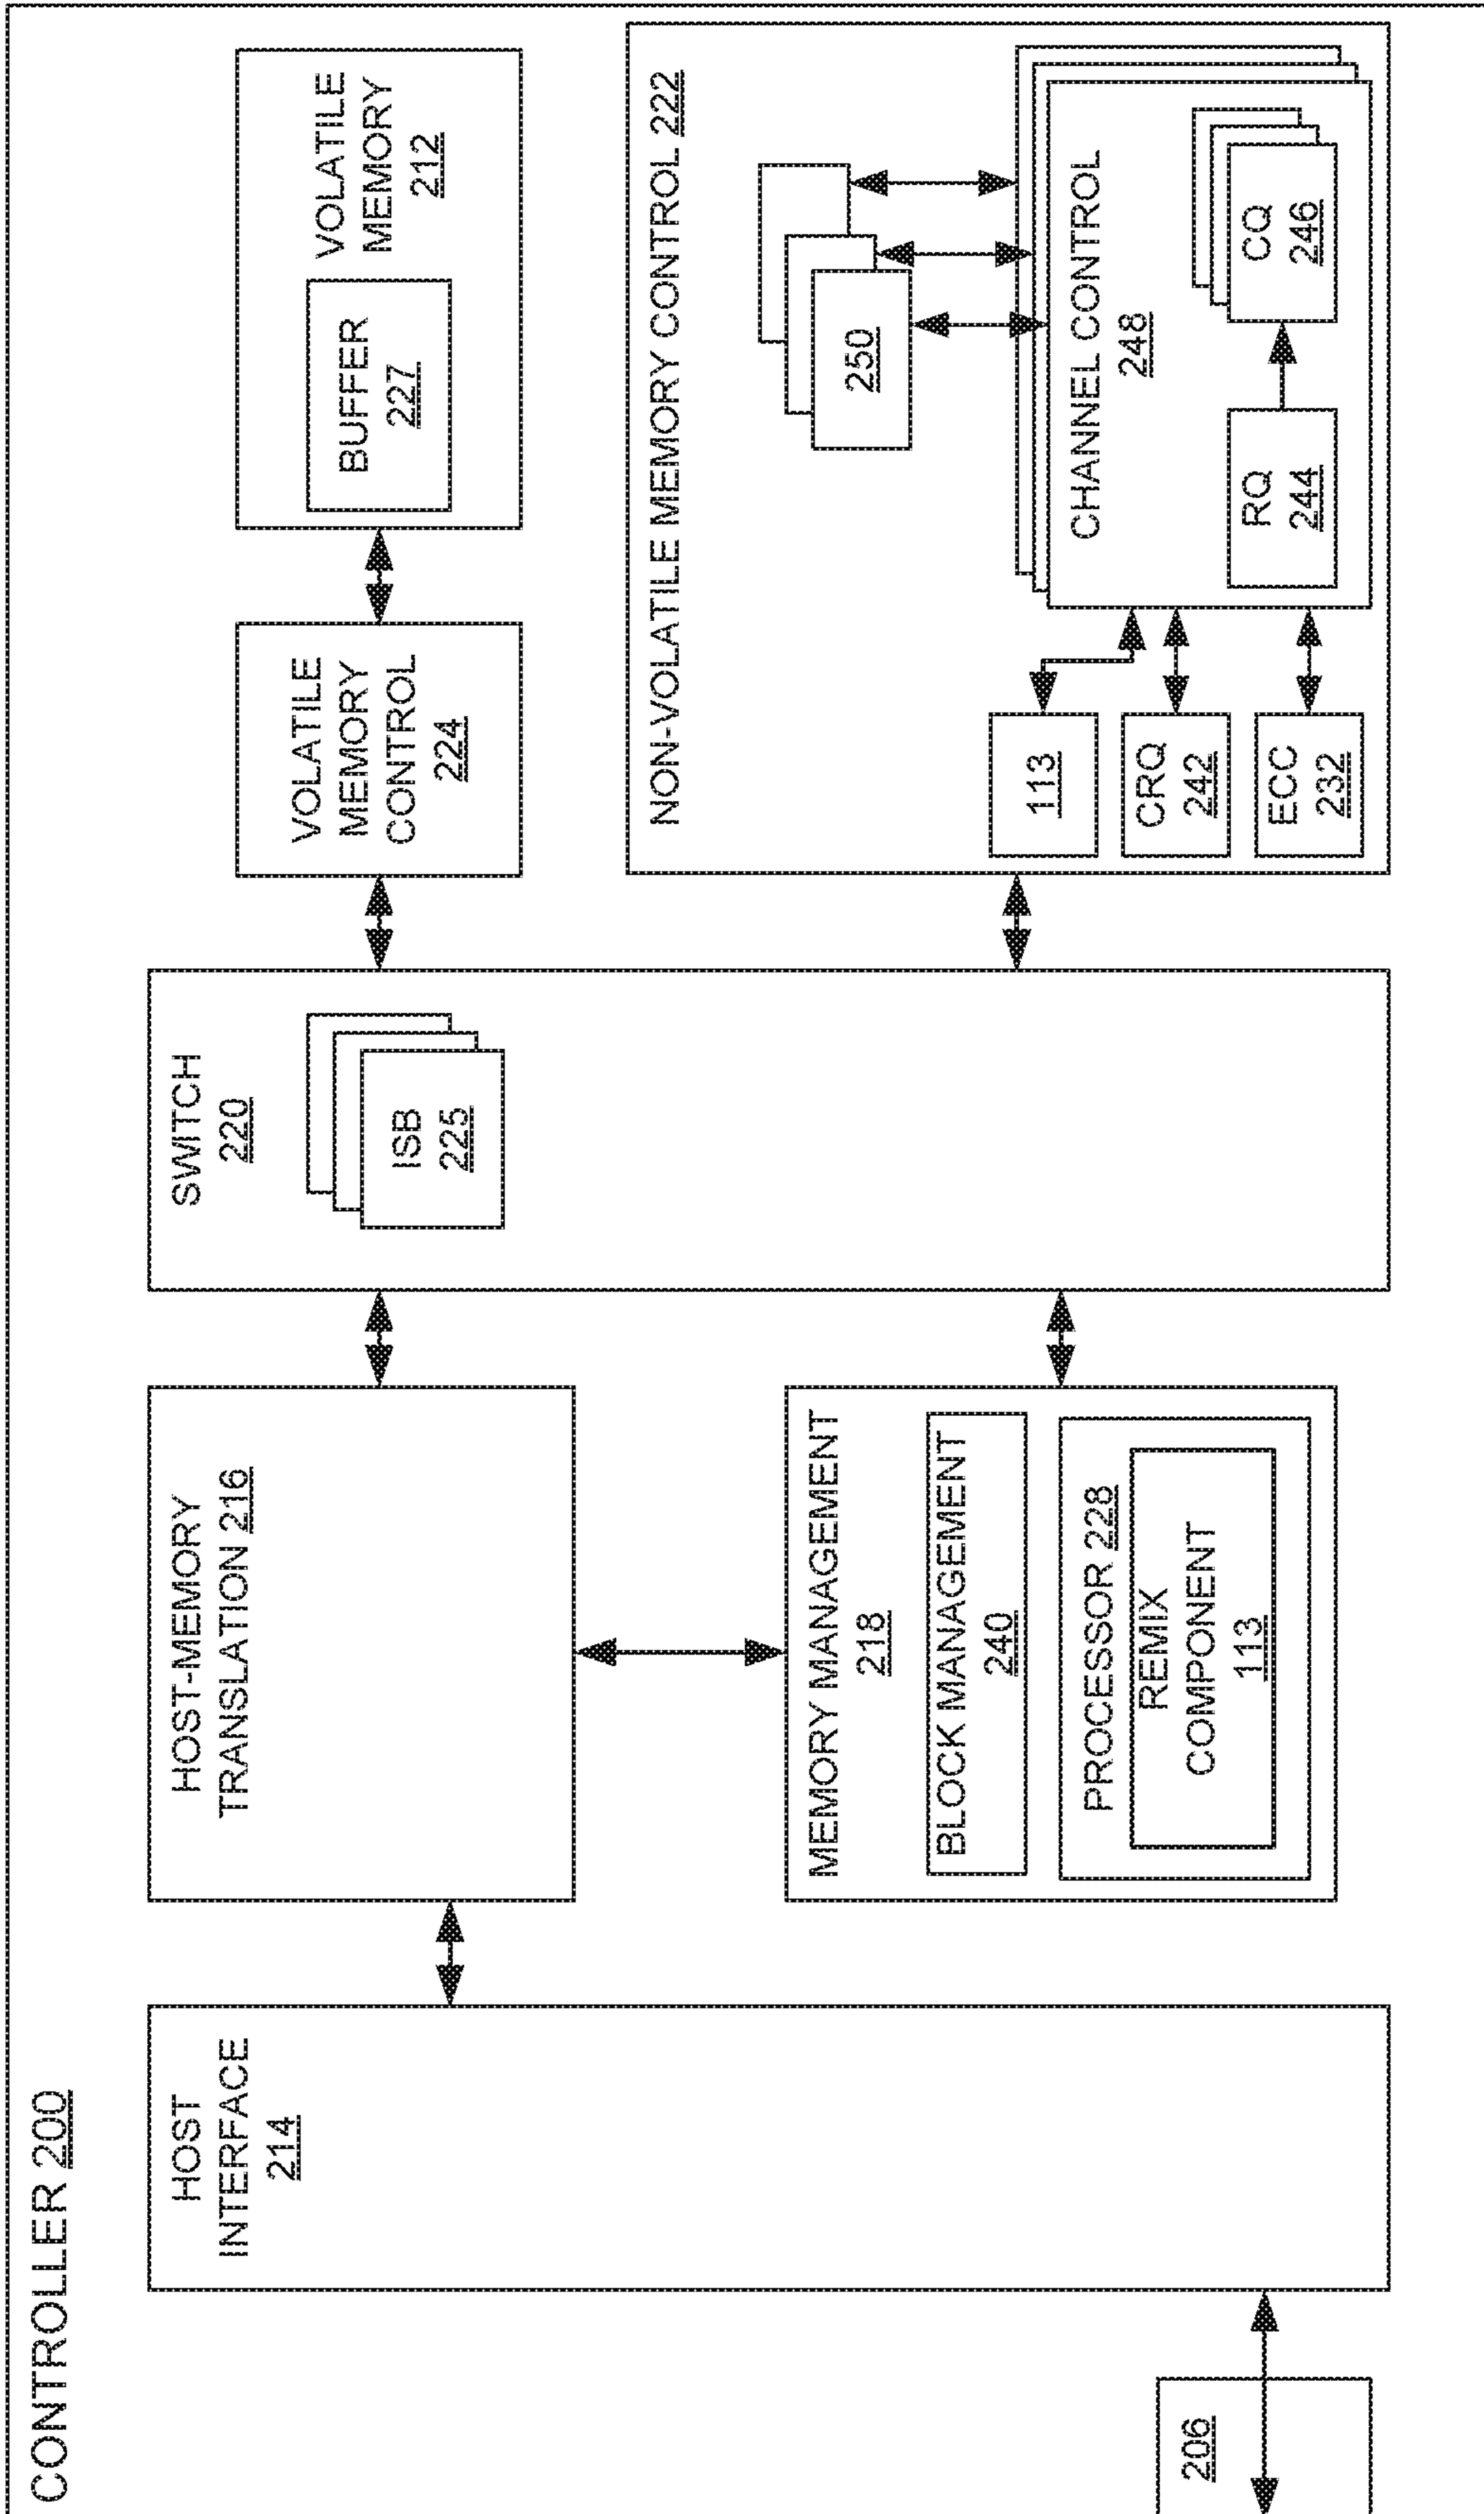 CONTROLLER 200
206
HOST
INTERFACE
214
HOST-MEMORY
TRANSLATION 216
MEMORY MANAGEMENT
218
BLOCK MANAGEMENT
240
PROCESSOR 228
REMIX
COMPONENT
113
SWITCH
220
ISB
225
VOLATILE
MEMORY
CONTROL
224
VOLATILE
MEMORY
212
BUFFER
227
NON-VOLATILE MEMORY CONTROL 222
250
113
CRQ
242
ECC
232
CHANNEL CONTROL
248
RQ
244
CQ
246